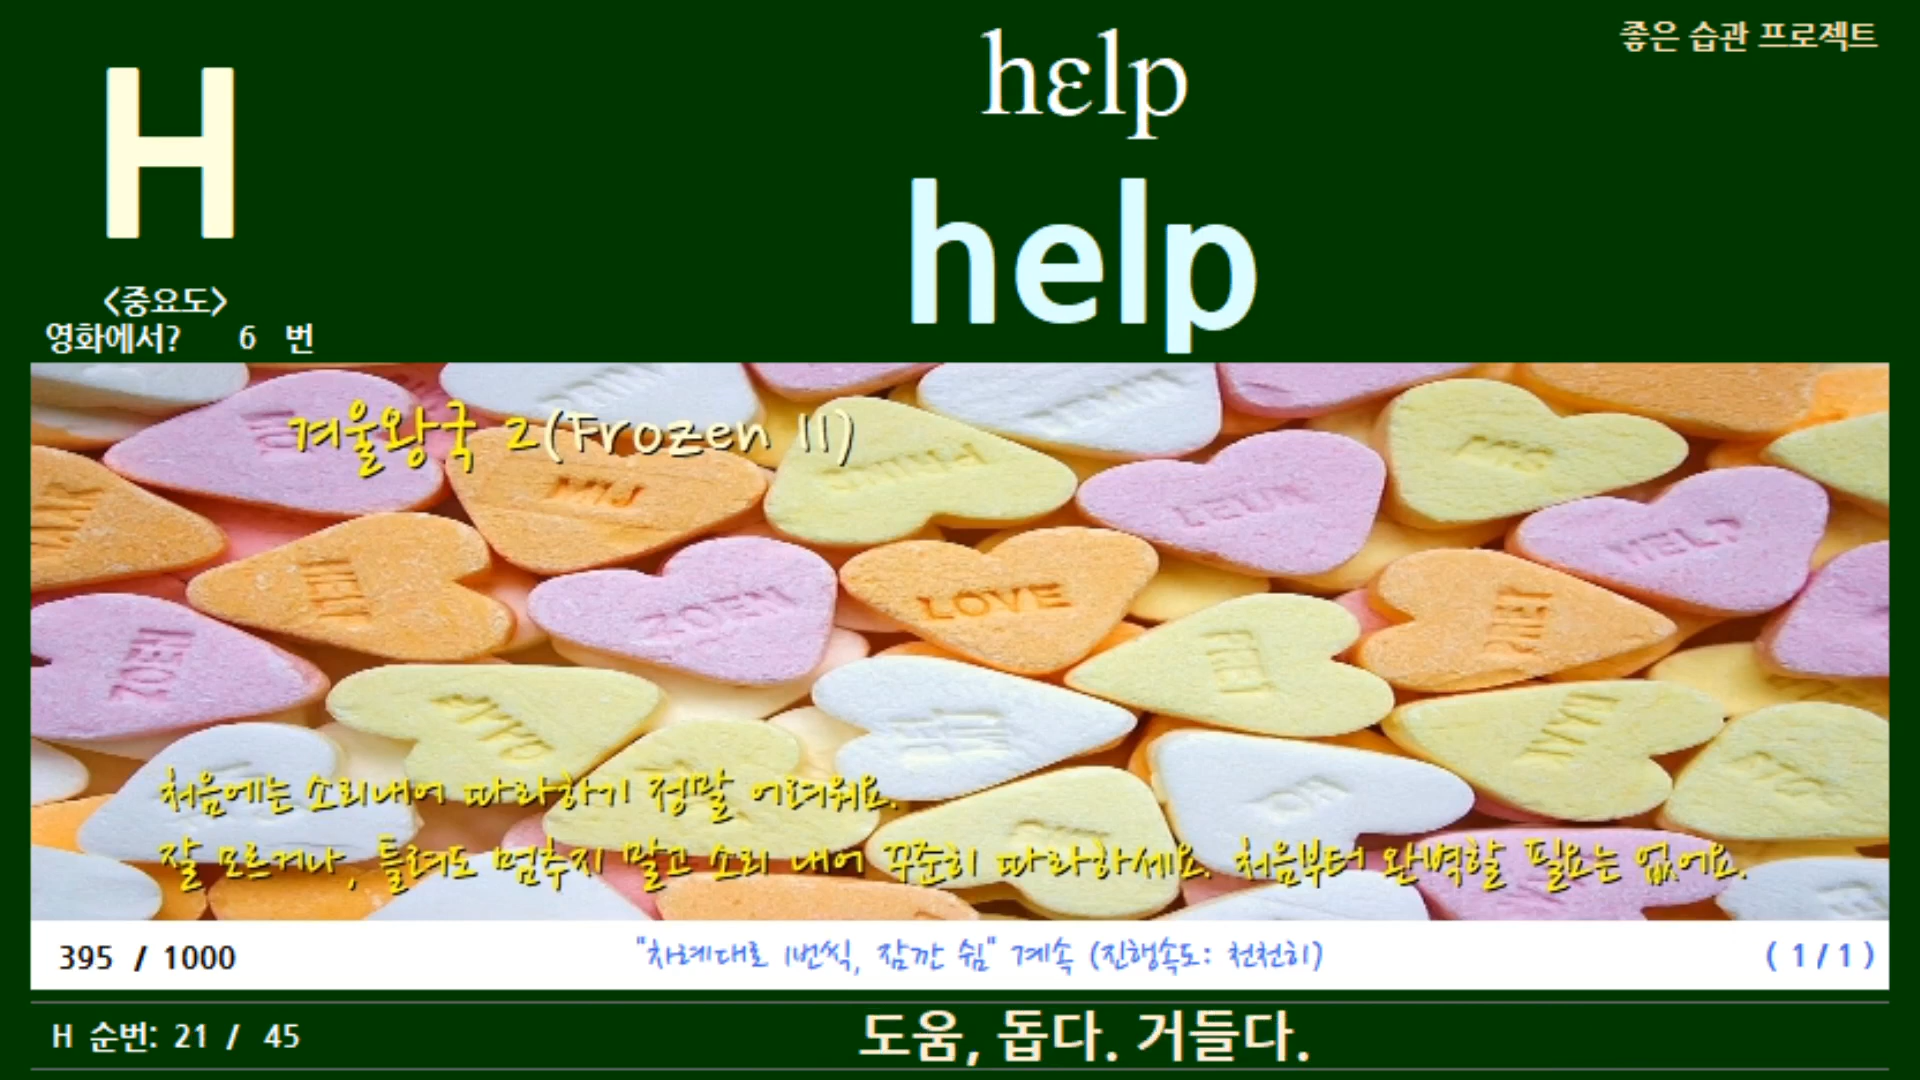 좋은 습관 프로젝트
H
hεlp
help
<중요도>
영화에서? 6 번
겨울왕국 2(Frozen II)
MIJ
LEUK
HELP
ZOEN
LOVE
처음에는 소리내어 따라하기 정말 어려워요.
잘 모르거나, 틀려도 멈추지 말고 소리 내어 꾸준히 따라하세요. 처음부터 완벽할 필요는 없어요.
395 / 1000
"차례대로 1번씩, 잠깐 쉼" 계속 (진행속도: 천천히)
( 1 / 1 )
H 순번: 21 / 45
도움, 돕다. 거들다.